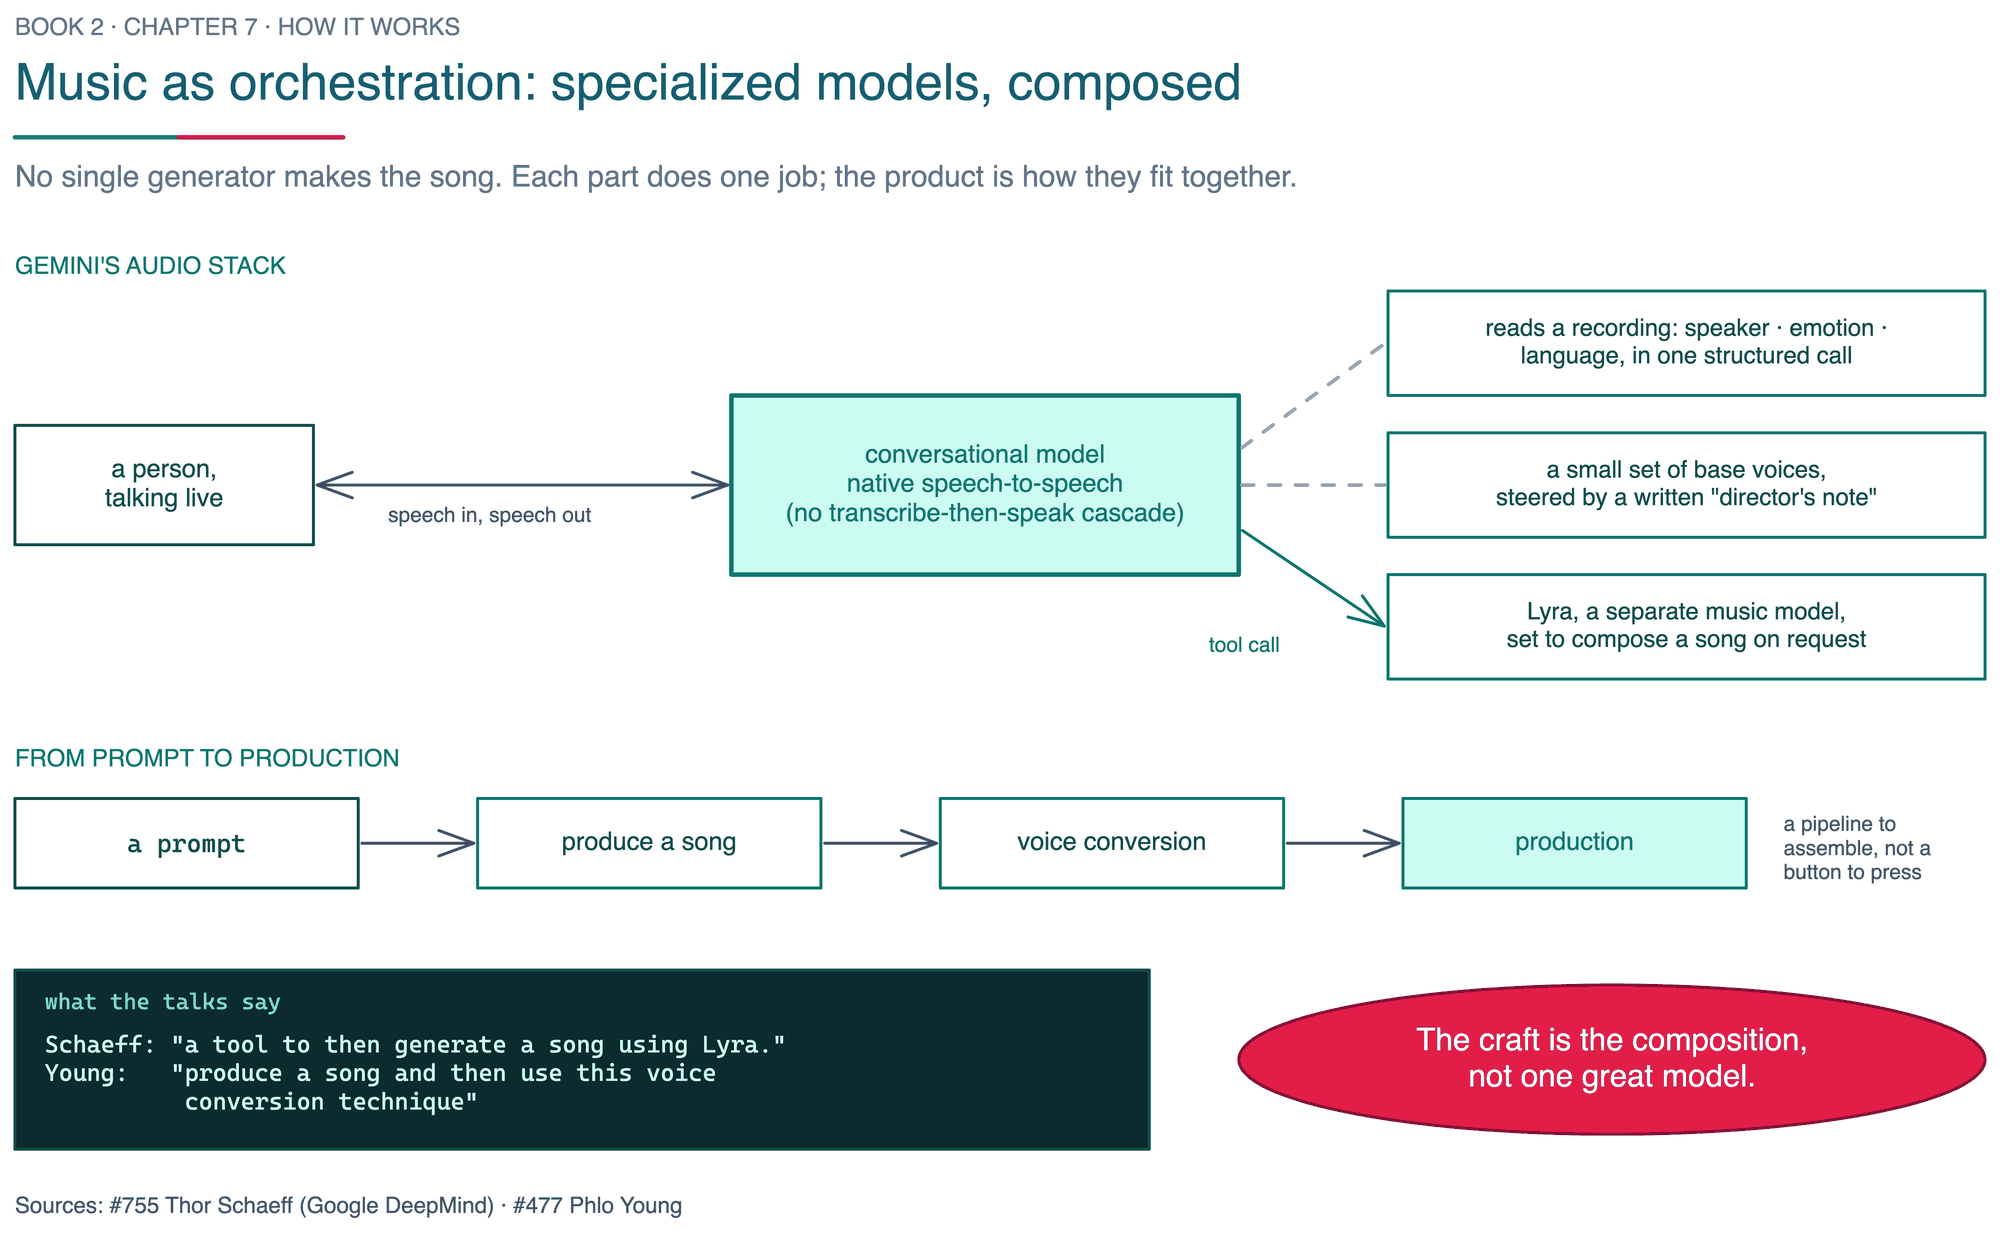 BOOK 2 · CHAPTER 7 · HOW IT WORKS
Music as orchestration: specialized models, composed
No single generator makes the song. Each part does one job; the product is how they fit together.
GEMINI'S AUDIO STACK
a person,
talking live
speech in, speech out
conversational model
native speech-to-speech
(no transcribe-then-speak cascade)
reads a recording: speaker · emotion ·
language, in one structured call
a small set of base voices,
steered by a written "director's note"
tool call
Lyra, a separate music model,
set to compose a song on request
FROM PROMPT TO PRODUCTION
a prompt
produce a song
voice conversion
production
a pipeline to
assemble, not a
button to press
what the talks say
Schaeff: "a tool to then generate a song using Lyra."
Young: "produce a song and then use this voice
conversion technique"
The craft is the composition,
not one great model.
Sources: #755 Thor Schaeff (Google DeepMind) · #477 Phlo Young